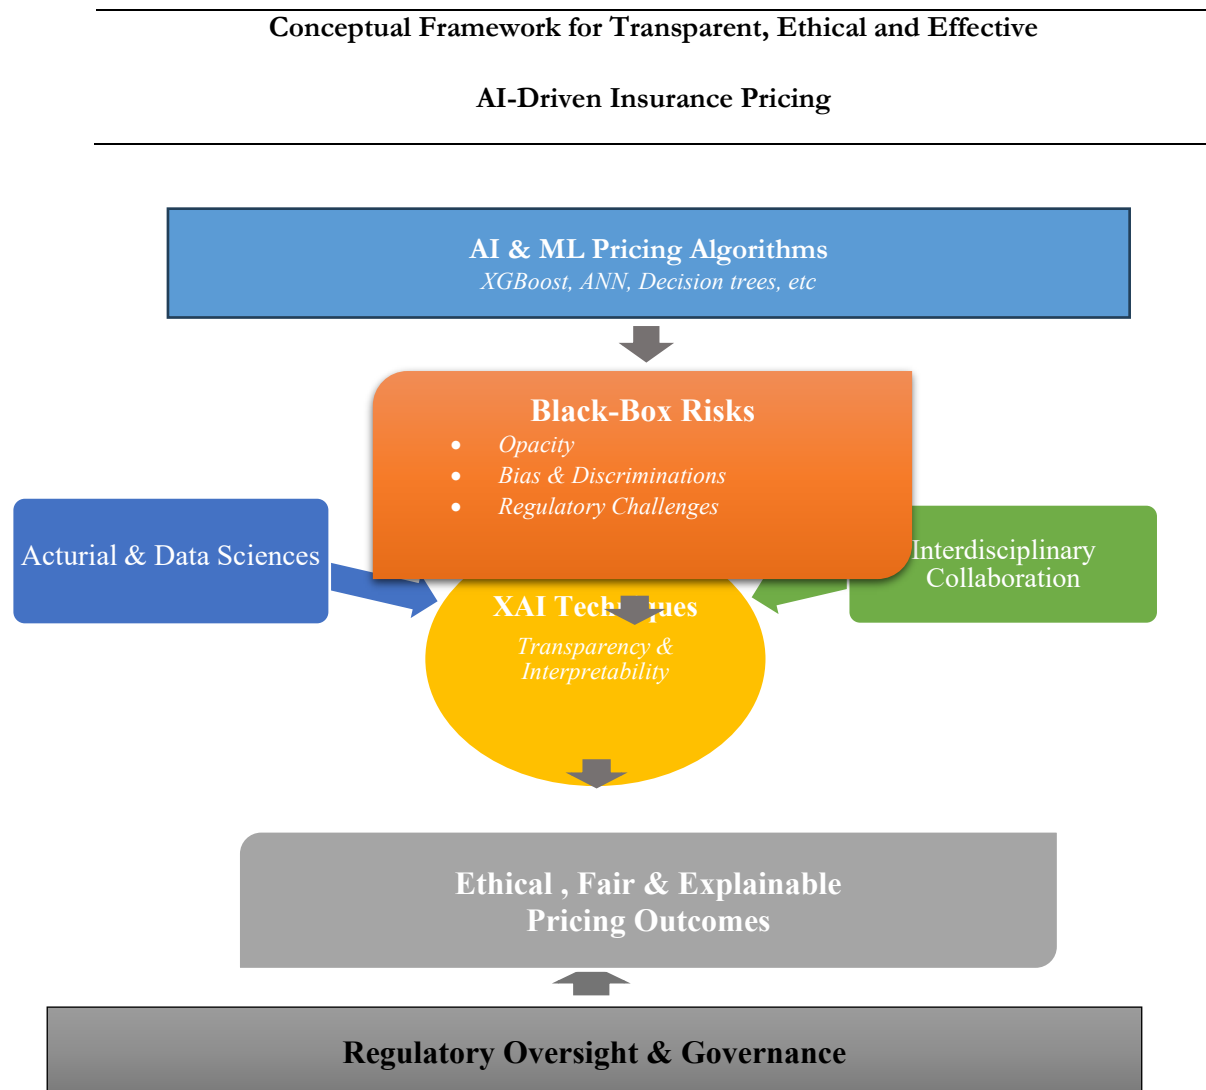 Conceptual Framework for Transparent, Ethical and Effective
AI-Driven Insurance Pricing
AI & ML Pricing Algorithms
XGBoost, ANN, Decision trees, etc
Black-Box Risks
Opacity
Bias & Discriminations
Regulatory Challenges
Acturial & Data Sciences
Interdisciplinary
Collaboration
XAI Techniques
Transparency &
Interpretability
Ethical , Fair & Explainable
Pricing Outcomes
Regulatory Oversight & Governance